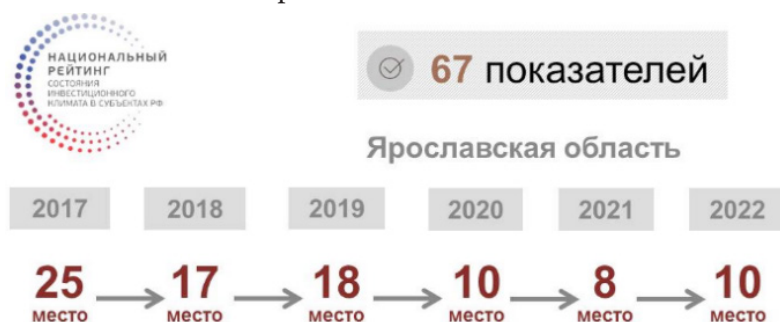 НАЦИОНАЛЬНЫЙ
РЕЙТИНГ
СОСТОЯНИЯ
ИНВЕСТИЦИОННОГО
КЛИМАТА В СУБЪЕКТАХ РФ
67 показателей
Ярославская область
2017 2018 2019 2020 2021 2022
25 17 18 10 8 10
место место место место место место